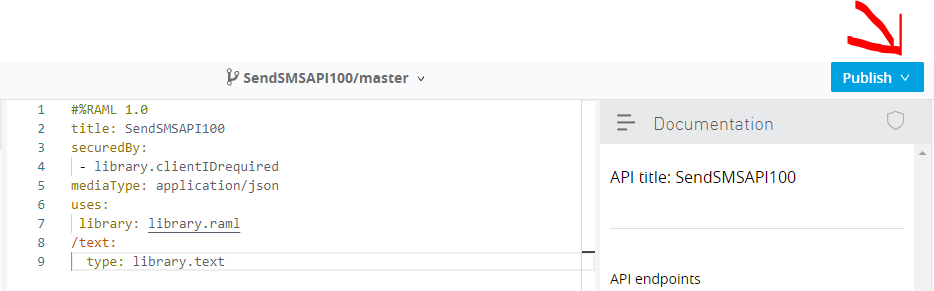 SendSMSAPI100/master
Publish
1 #%RAML 1.0
2 title: SendSMSAPI100
3 securedBy:
4 - library.clientIDrequired
5 mediaType: application/json
6 uses:
7 library: library.raml
8 /text:
9 type: library.text
Documentation
API title: SendSMSAPI100
API endpoints